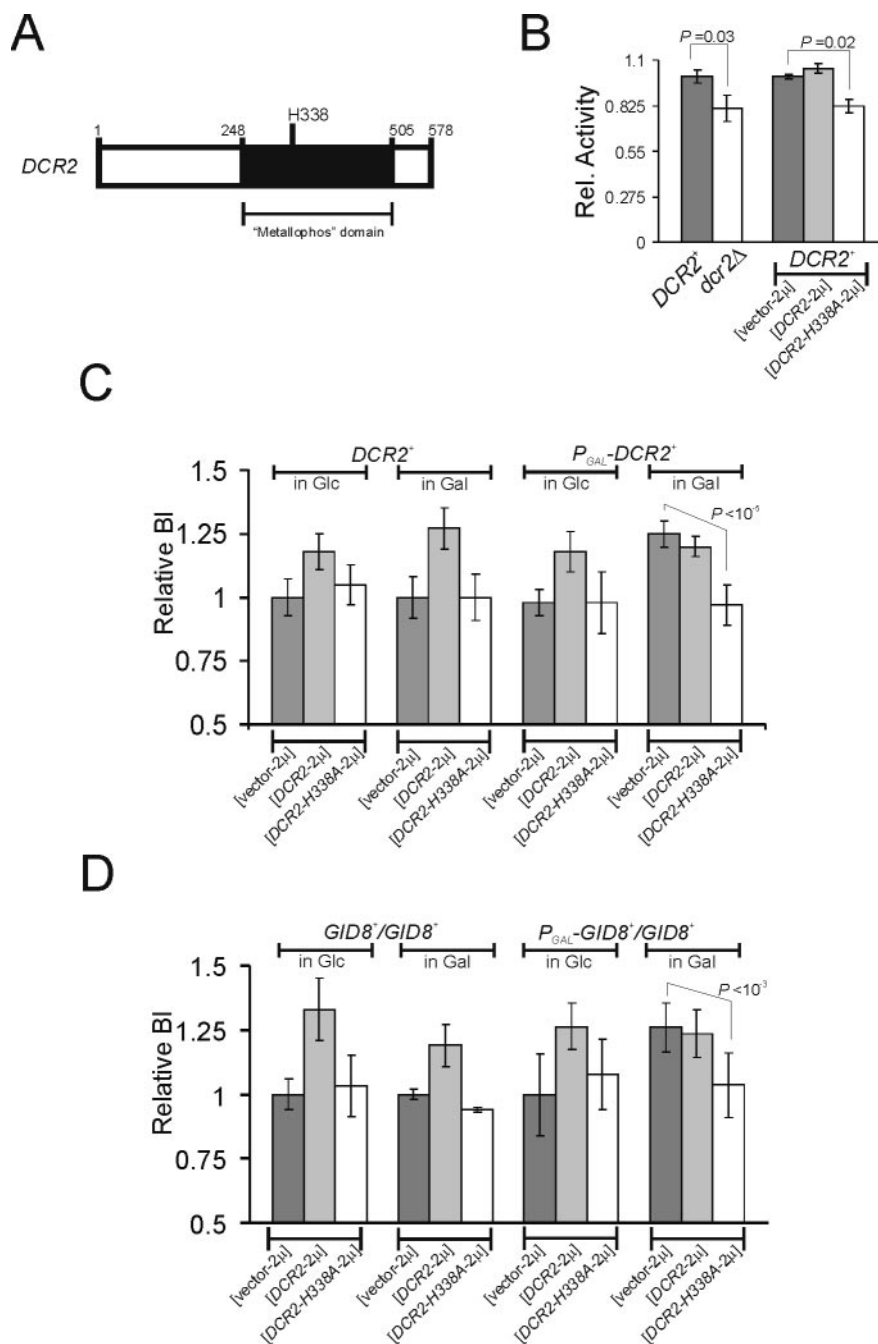 A
H338
1 248 505 578
DCR2
"Metallophos" domain
B
P =0.03 P =0.02
1.1
0.825
0.55
0.275
0
Rel. Activity
DCR2⁺ dcr2Δ
DCR2⁺
[vector-2µ]
[DCR2-2µ]
[DCR2-H338A-2µ]
C
DCR2⁺ P_GAL-DCR2⁺
in Glc in Gal in Glc in Gal
P <10⁻⁵
1.5
1.25
1
0.75
0.5
Relative BI
[vector-2µ] [DCR2-2µ] [DCR2-H338A-2µ] [vector-2µ] [DCR2-2µ] [DCR2-H338A-2µ] [vector-2µ] [DCR2-2µ] [DCR2-H338A-2µ] [vector-2µ] [DCR2-2µ] [DCR2-H338A-2µ]
D
GID8⁺/GID8⁺ P_GAL-GID8⁺/GID8⁺
in Glc in Gal in Glc in Gal
P <10⁻³
1.5
1.25
1
0.75
0.5
Relative BI
[vector-2µ] [DCR2-2µ] [DCR2-H338A-2µ] [vector-2µ] [DCR2-2µ] [DCR2-H338A-2µ] [vector-2µ] [DCR2-2µ] [DCR2-H338A-2µ] [vector-2µ] [DCR2-2µ] [DCR2-H338A-2µ]